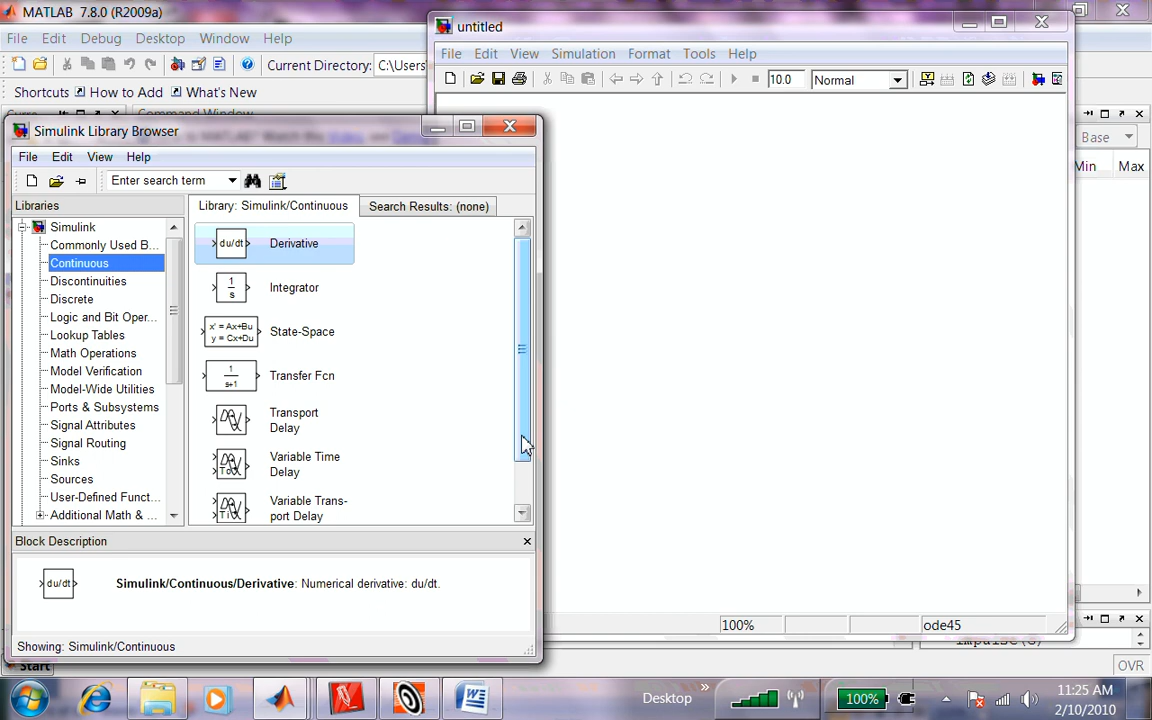 MATLAB 7.8.0 (R2009a)
File Edit Debug Desktop Window Help
Current Directory: C:\Users
Shortcuts How to Add What's New
untitled
File Edit View Simulation Format Tools Help
10.0 Normal
Base
Min Max
Simulink Library Browser
File Edit View Help
Enter search term
Libraries
Library: Simulink/Continuous Search Results: (none)
Simulink
Commonly Used B...
Continuous
Discontinuities
Discrete
Logic and Bit Oper...
Lookup Tables
Math Operations
Model Verification
Model-Wide Utilities
Ports & Subsystems
Signal Attributes
Signal Routing
Sinks
Sources
User-Defined Funct...
Additional Math & ...
du/dt Derivative
1
s
Integrator
x' = Ax+Bu
y = Cx+Du
State-Space
1
s+1
Transfer Fcn
Transport
Delay
Variable Time
Delay
To
Variable Trans-
port Delay
Ti
Block Description
du/dt
Simulink/Continuous/Derivative: Numerical derivative: du/dt.
Showing: Simulink/Continuous
100% ode45
OVR
Start
Desktop
100%
11:25 AM
2/10/2010